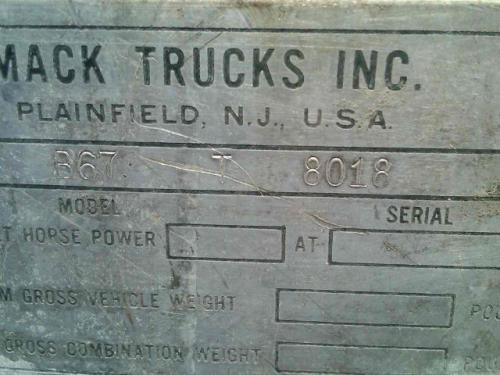 MACK TRUCKS INC.
PLAINFIELD, N.J., U.S.A.
B67 T 8018
MODEL SERIAL
HORSE POWER AT
GROSS VEHICLE WEIGHT
GROSS COMBINATION WEIGHT